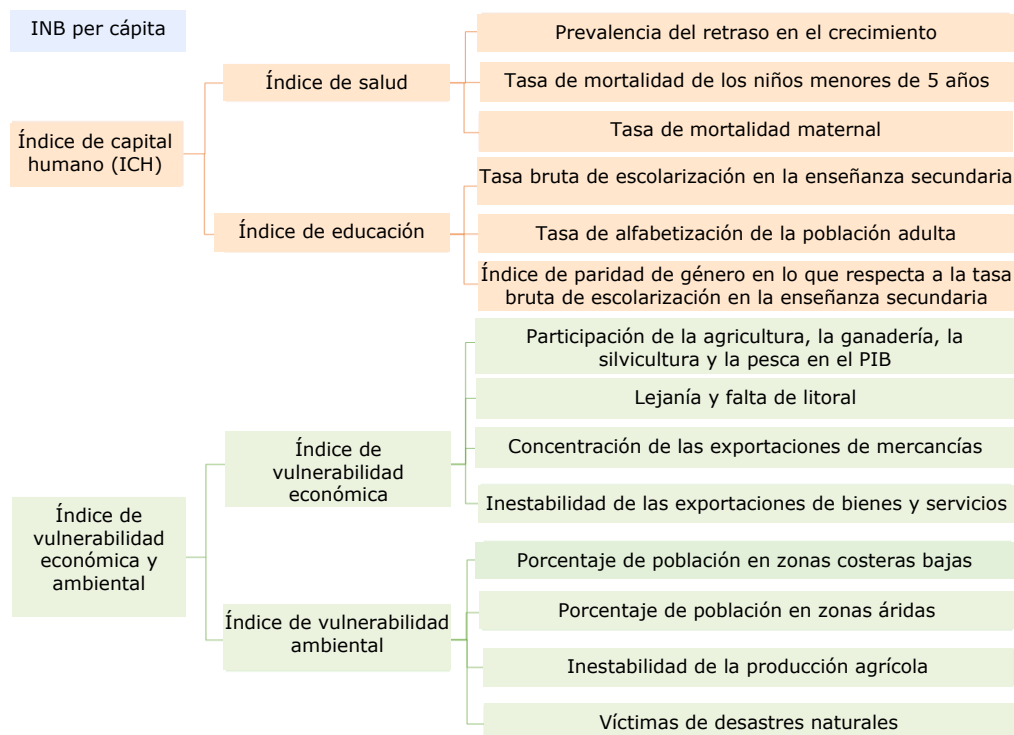 INB per cápita
Índice de capital
humano (ICH)
Índice de salud
Prevalencia del retraso en el crecimiento
Tasa de mortalidad de los niños menores de 5 años
Tasa de mortalidad maternal
Índice de educación
Tasa bruta de escolarización en la enseñanza secundaria
Tasa de alfabetización de la población adulta
Índice de paridad de género en lo que respecta a la tasa
bruta de escolarización en la enseñanza secundaria
Índice de
vulnerabilidad
económica y
ambiental
Índice de
vulnerabilidad
económica
Participación de la agricultura, la ganadería, la
silvicultura y la pesca en el PIB
Lejanía y falta de litoral
Concentración de las exportaciones de mercancías
Inestabilidad de las exportaciones de bienes y servicios
Índice de vulnerabilidad
ambiental
Porcentaje de población en zonas costeras bajas
Porcentaje de población en zonas áridas
Inestabilidad de la producción agrícola
Víctimas de desastres naturales